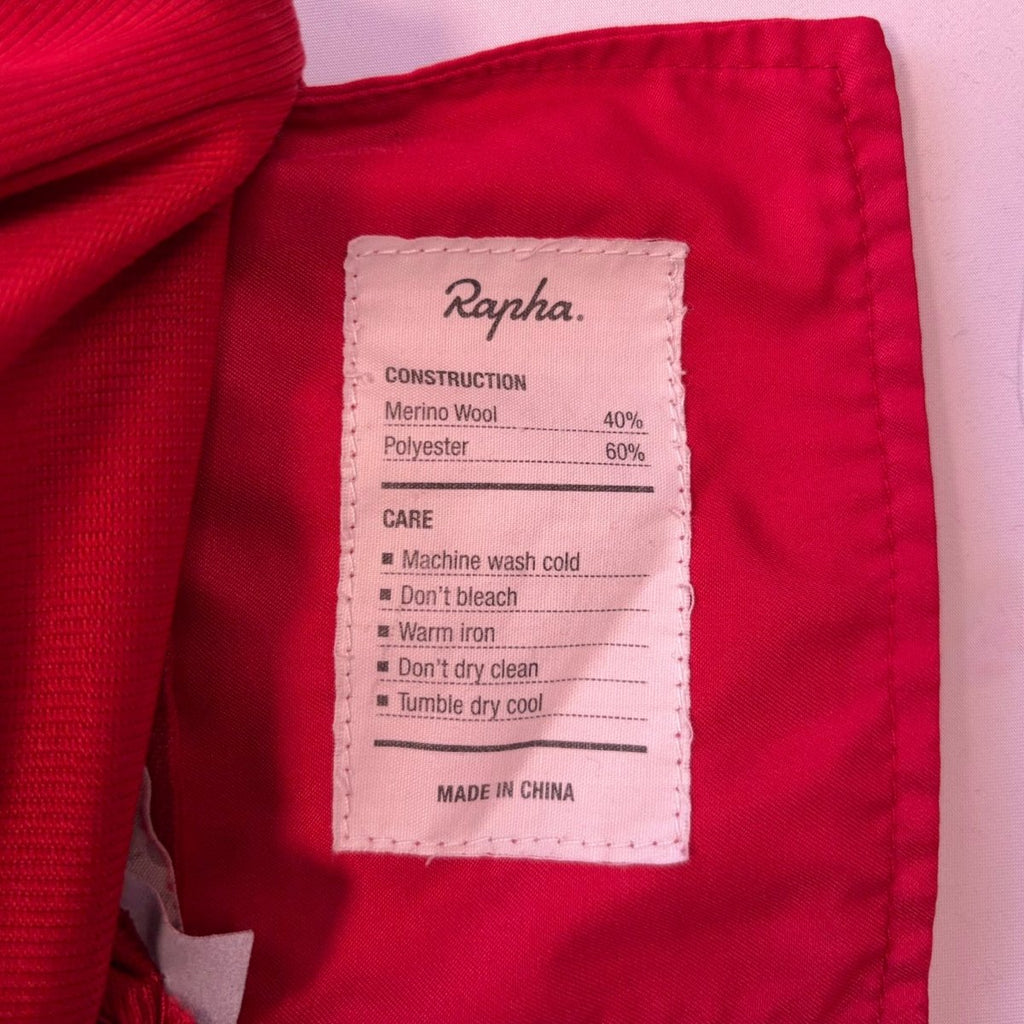 Rapha.
CONSTRUCTION
Merino Wool 40%
Polyester 60%
CARE
■ Machine wash cold
■ Don't bleach
■ Warm iron
■ Don't dry clean
■ Tumble dry cool
MADE IN CHINA